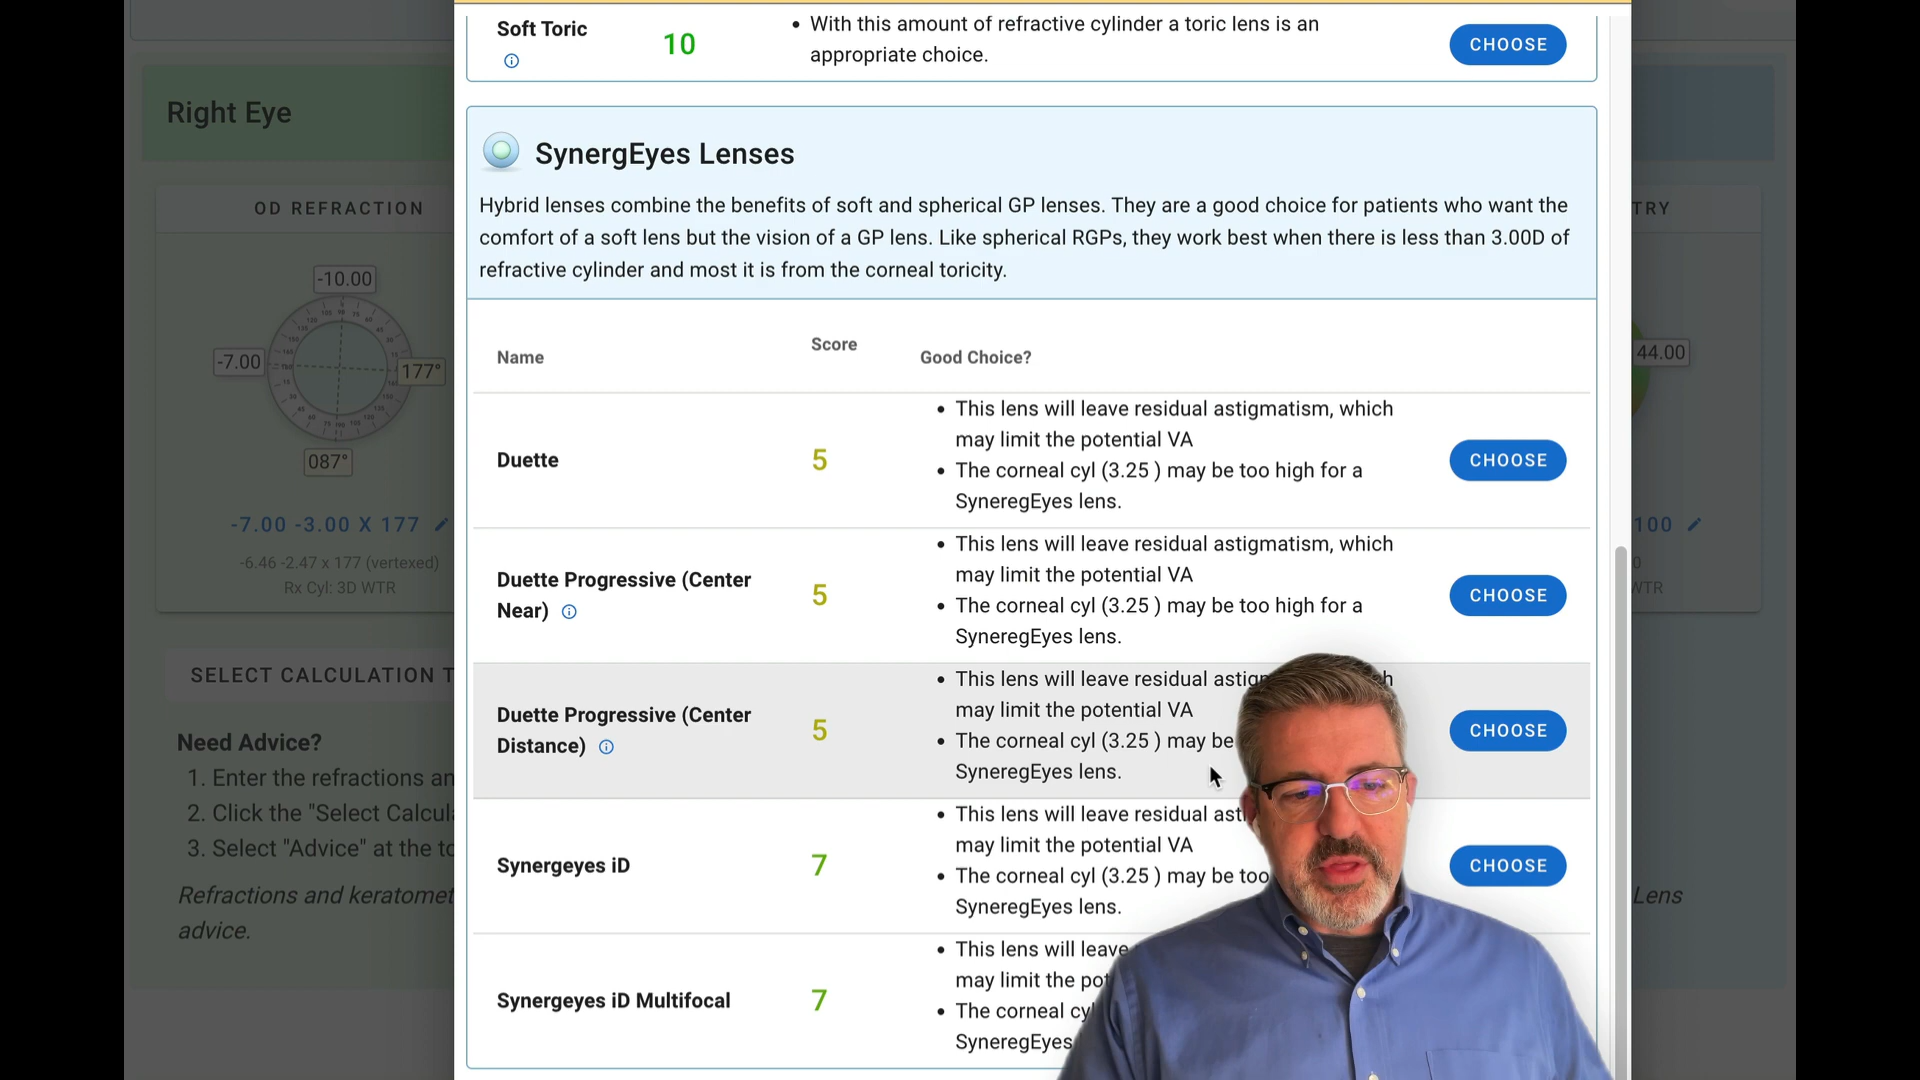 Soft Toric
10
• With this amount of refractive cylinder a toric lens is an
appropriate choice.
CHOOSE
Right Eye
OD REFRACTION
-10.00
-7.00
177°
087°
-7.00 -3.00 X 177
-6.46 -2.47 x 177 (vertexed)
Rx Cyl: 3D WTR
SELECT CALCULATION T
Need Advice?
1. Enter the refractions an
2. Click the "Select Calcul
3. Select "Advice" at the to
Refractions and keratomet
advice.
SynergEyes Lenses
Hybrid lenses combine the benefits of soft and spherical GP lenses. They are a good choice for patients who want the
comfort of a soft lens but the vision of a GP lens. Like spherical RGPs, they work best when there is less than 3.00D of
refractive cylinder and most it is from the corneal toricity.
Name
Score
Good Choice?
Duette
5
• This lens will leave residual astigmatism, which
may limit the potential VA
• The corneal cyl (3.25 ) may be too high for a
SyneregEyes lens.
CHOOSE
Duette Progressive (Center
Near)
5
• This lens will leave residual astigmatism, which
may limit the potential VA
• The corneal cyl (3.25 ) may be too high for a
SyneregEyes lens.
CHOOSE
Duette Progressive (Center
Distance)
5
• This lens will leave residual astigm h
may limit the potential VA
• The corneal cyl (3.25 ) may be
SyneregEyes lens.
CHOOSE
Synergeyes iD
7
• This lens will leave residual asti
may limit the potential VA
• The corneal cyl (3.25 ) may be too
SyneregEyes lens.
CHOOSE
Synergeyes iD Multifocal
7
• This lens will leave
may limit the pot
• The corneal cy
SyneregEyes
TRY
44.00
100
0
WTR
Lens